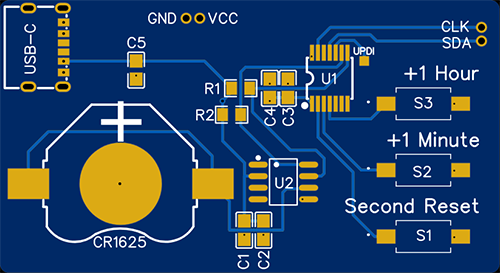 USB-C
GND
VCC
CLK
SDA
C5
UPDI
R1
U1
+1 Hour
R2
C4
C3
S3
+1 Minute
S2
U2
Second Reset
CR1625
C1
C2
S1